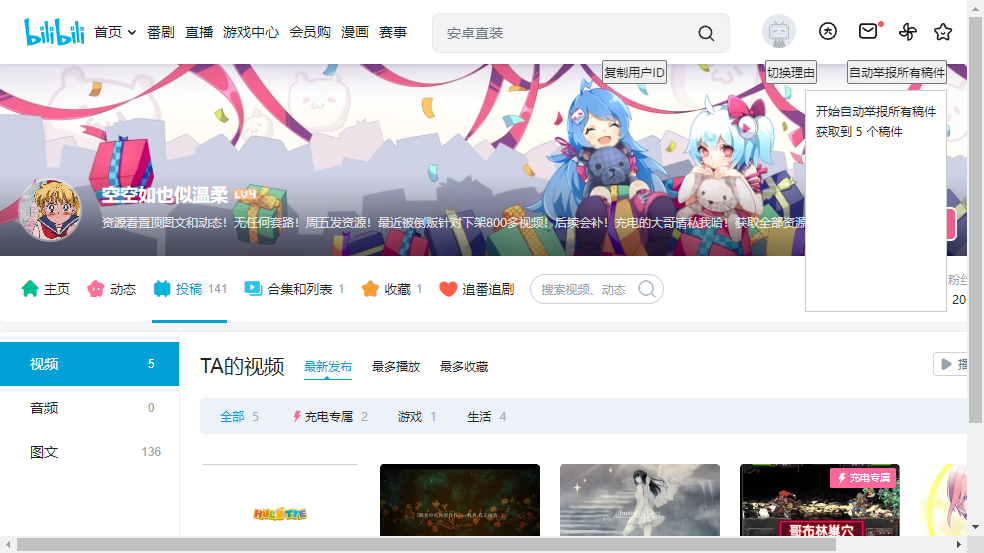 bilibili 首页 番剧 直播 游戏中心 会员购 漫画 赛事 安卓直装
复制用户ID 切换理由 自动举报所有稿件
开始自动举报所有稿件
获取到 5 个稿件
空空如也似温柔 LV4
资源看置顶图文和动态！无任何套路！周五发资源！最近被倒贩针对下架800多视频！后续会补！充电的大哥请私我哈！获取全部资源
主页 动态 投稿 141 合集和列表 1 收藏 1 追番追剧 搜索视频、动态 粉丝
20
视频 5
音频 0
图文 136
TA的视频 最新发布 最多播放 最多收藏 播
全部 5 充电专属 2 游戏 1 生活 4
充电专属
哥布林巢穴